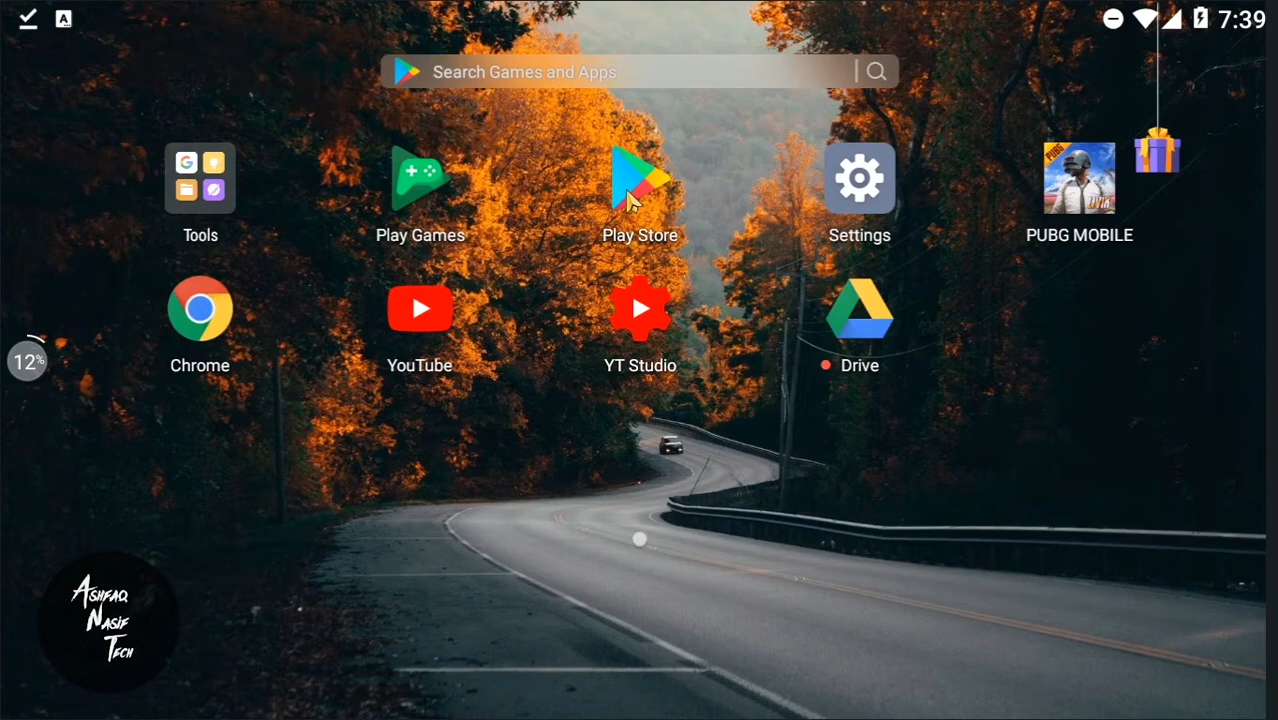 7:39
Search Games and Apps
Tools
Play Games
Play Store
Settings
PUBG MOBILE
Chrome
YouTube
YT Studio
Drive
12%
ASHFAQ
NASIF
TECH